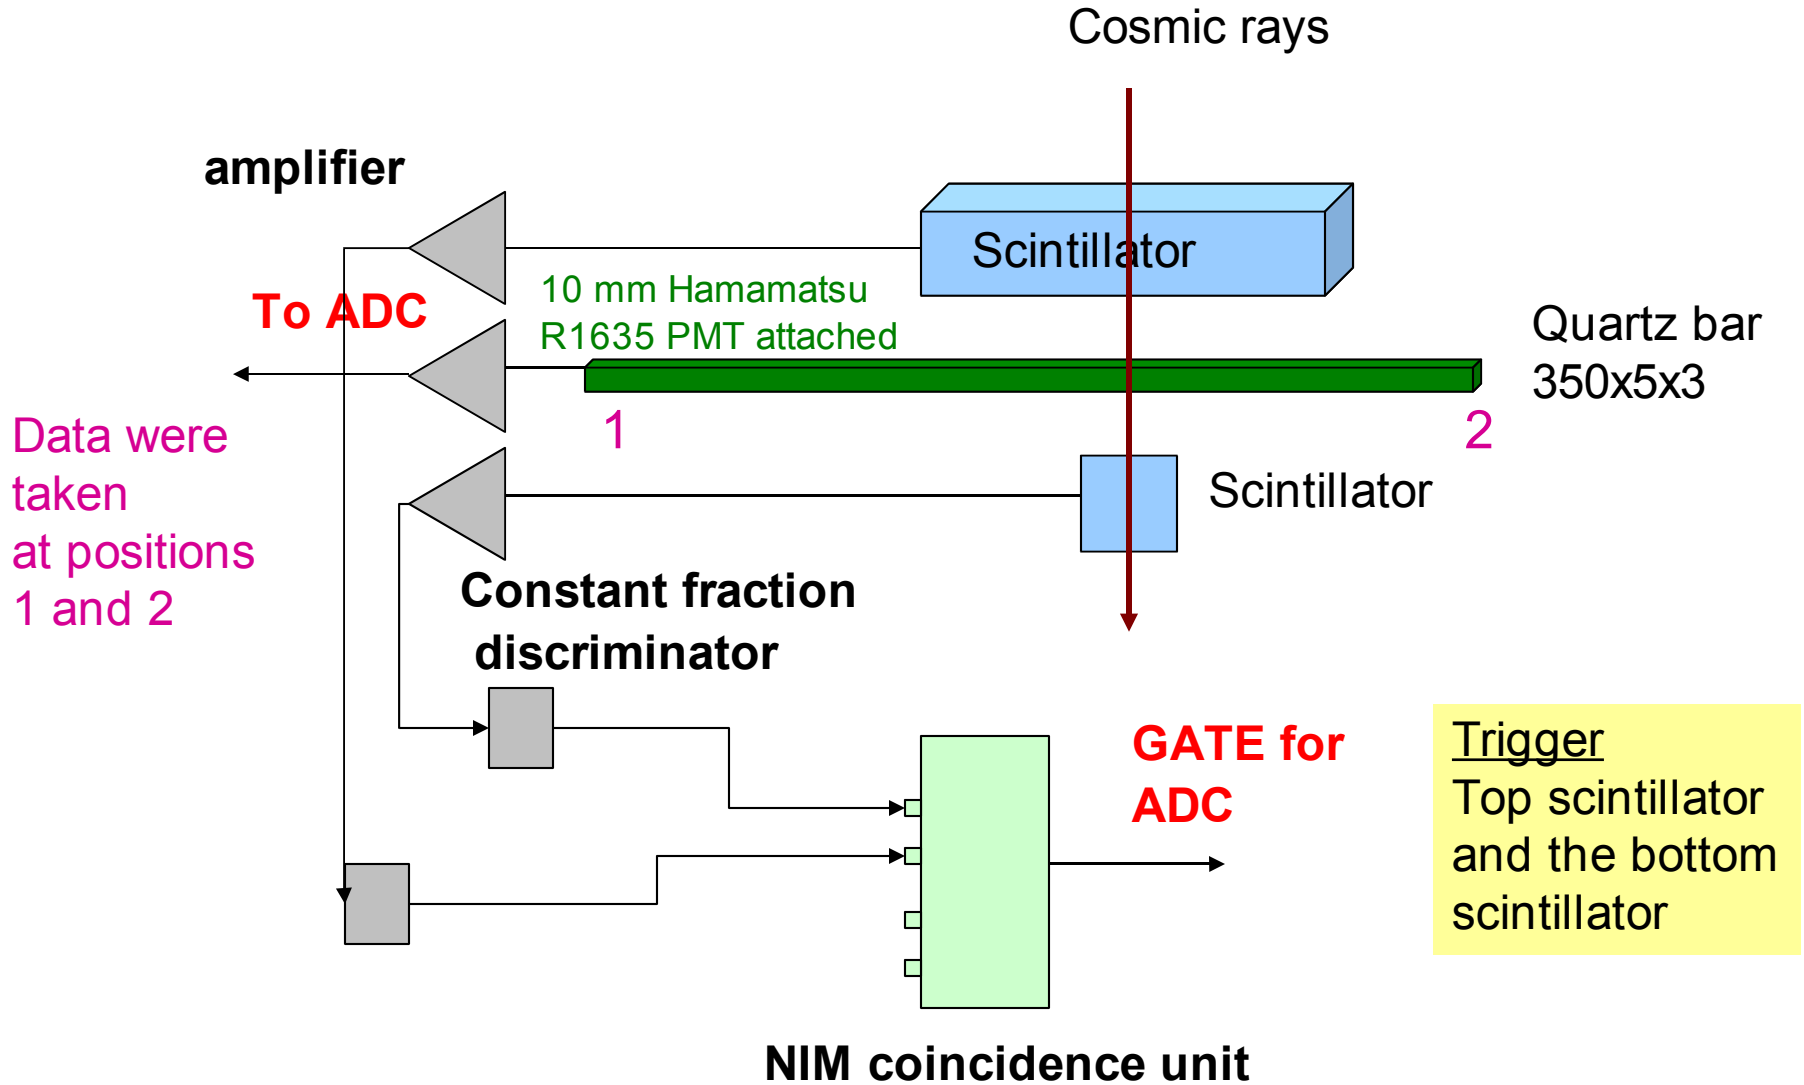 Cosmic rays
amplifier
Scintillator
To ADC
10 mm Hamamatsu
R1635 PMT attached
Quartz bar
350x5x3
1
2
Data were
taken
at positions
1 and 2
Scintillator
Constant fraction
discriminator
GATE for
ADC
Trigger
Top scintillator
and the bottom
scintillator
NIM coincidence unit